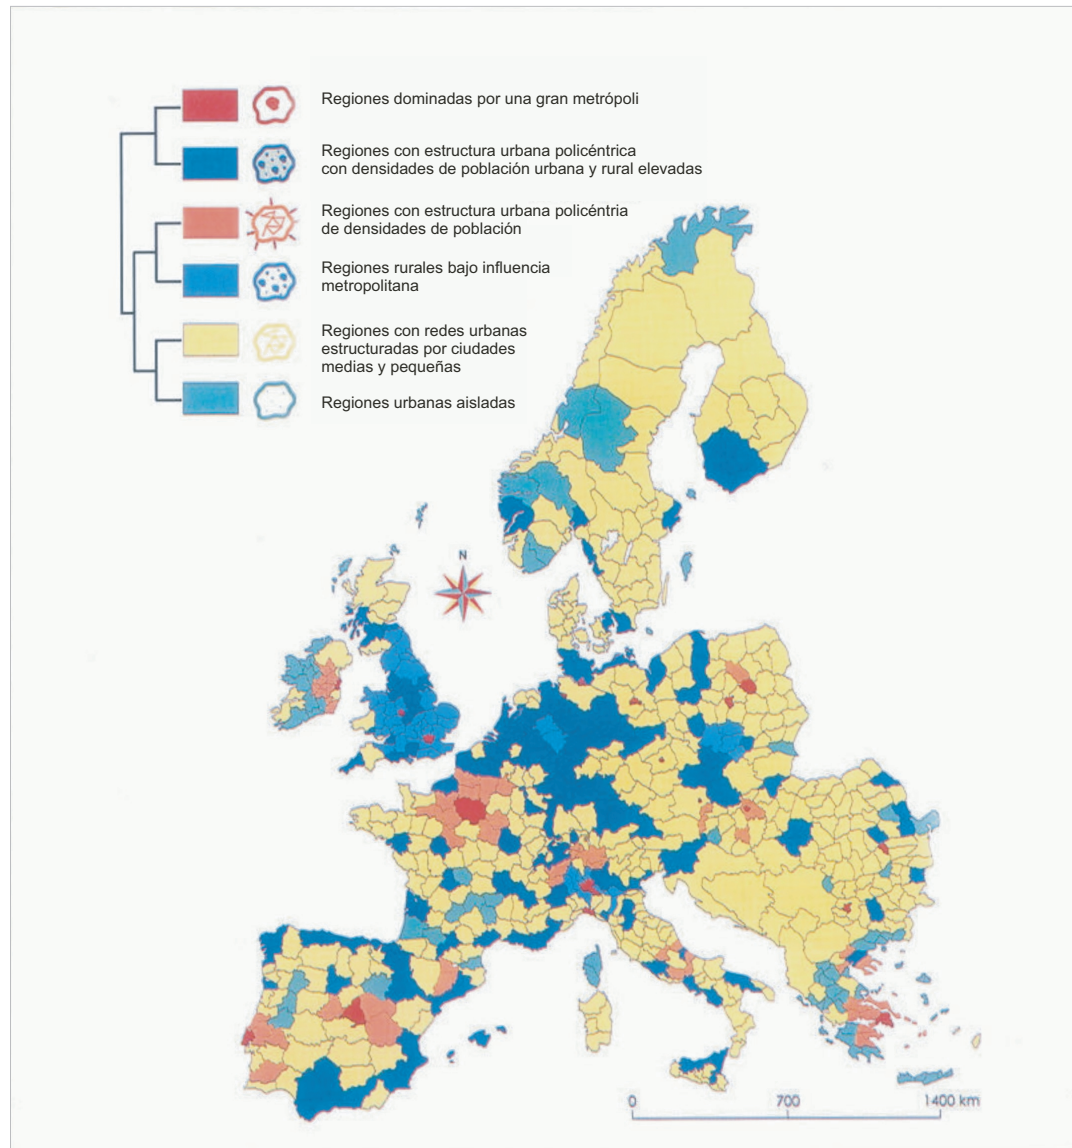 Regiones dominadas por una gran metrópoli
Regiones con estructura urbana policéntrica
con densidades de población urbana y rural elevadas
Regiones con estructura urbana policéntria
de densidades de población
Regiones rurales bajo influencia
metropolitana
Regiones con redes urbanas
estructuradas por ciudades
medias y pequeñas
Regiones urbanas aisladas
N
0 700 1400 km